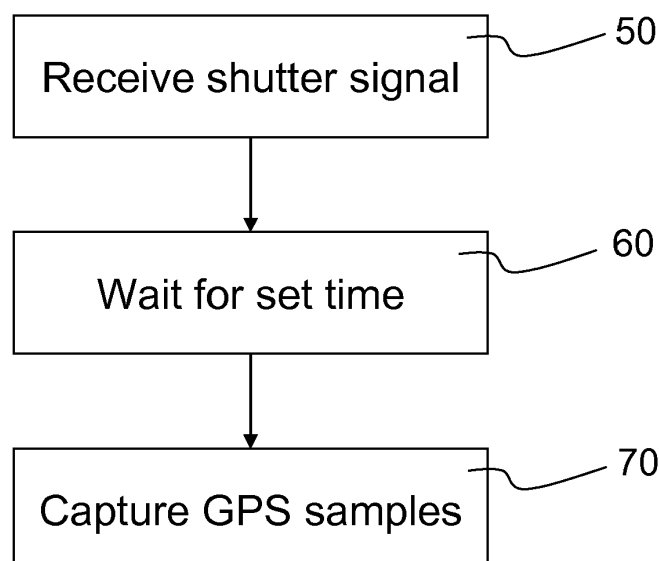 50
Receive shutter signal
60
Wait for set time
70
Capture GPS samples